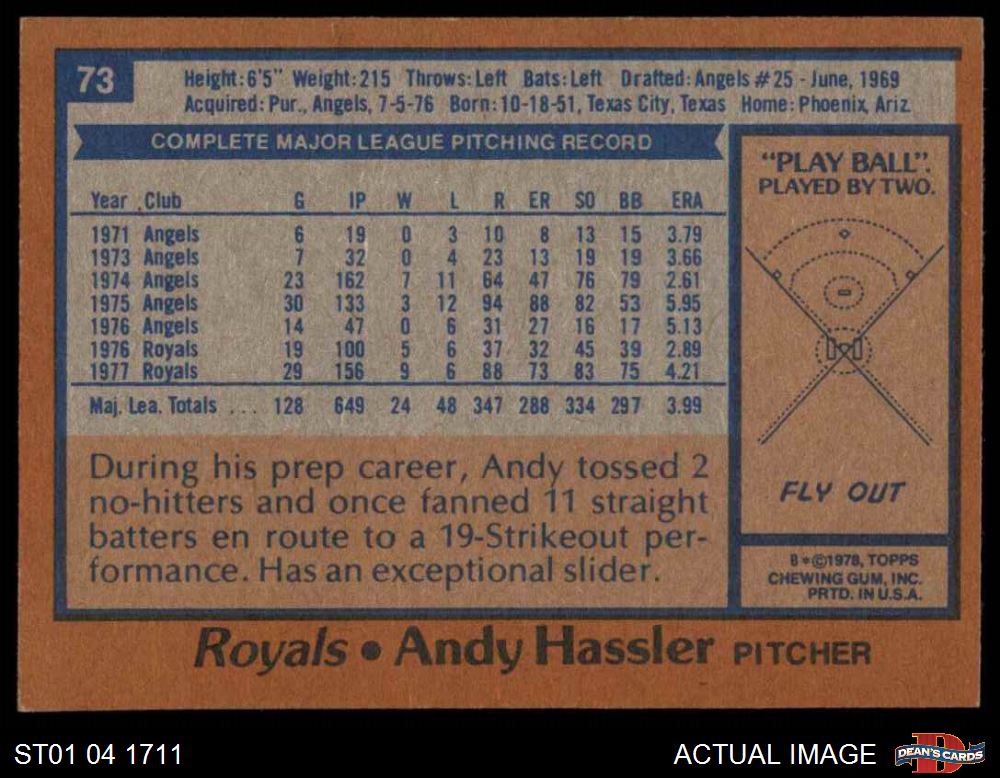 73
Height: 6'5" Weight: 215 Throws: Left Bats: Left Drafted: Angels #25 - June, 1969
Acquired: Pur., Angels, 7-5-76 Born: 10-18-51, Texas City, Texas Home: Phoenix, Ariz.
COMPLETE MAJOR LEAGUE PITCHING RECORD
Year Club G IP W L R ER SO BB ERA
1971 Angels 6 19 0 3 10 8 13 15 3.79
1973 Angels 7 32 0 4 23 13 19 19 3.66
1974 Angels 23 162 7 11 64 47 76 79 2.61
1975 Angels 30 133 3 12 94 88 82 53 5.95
1976 Angels 14 47 0 6 31 27 16 17 5.13
1976 Royals 19 100 5 6 37 32 45 39 2.89
1977 Royals 29 156 9 6 88 73 83 75 4.21
Maj. Lea. Totals ... 128 649 24 48 347 288 334 297 3.99
During his prep career, Andy tossed 2
no-hitters and once fanned 11 straight
batters en route to a 19-Strikeout per-
formance. Has an exceptional slider.
"PLAY BALL".
PLAYED BY TWO.
FLY OUT
B*©1978, TOPPS
CHEWING GUM, INC.
PRTD. IN U.S.A.
Royals • Andy Hassler PITCHER
ST01 04 1711
ACTUAL IMAGE
DEAN'S CARDS